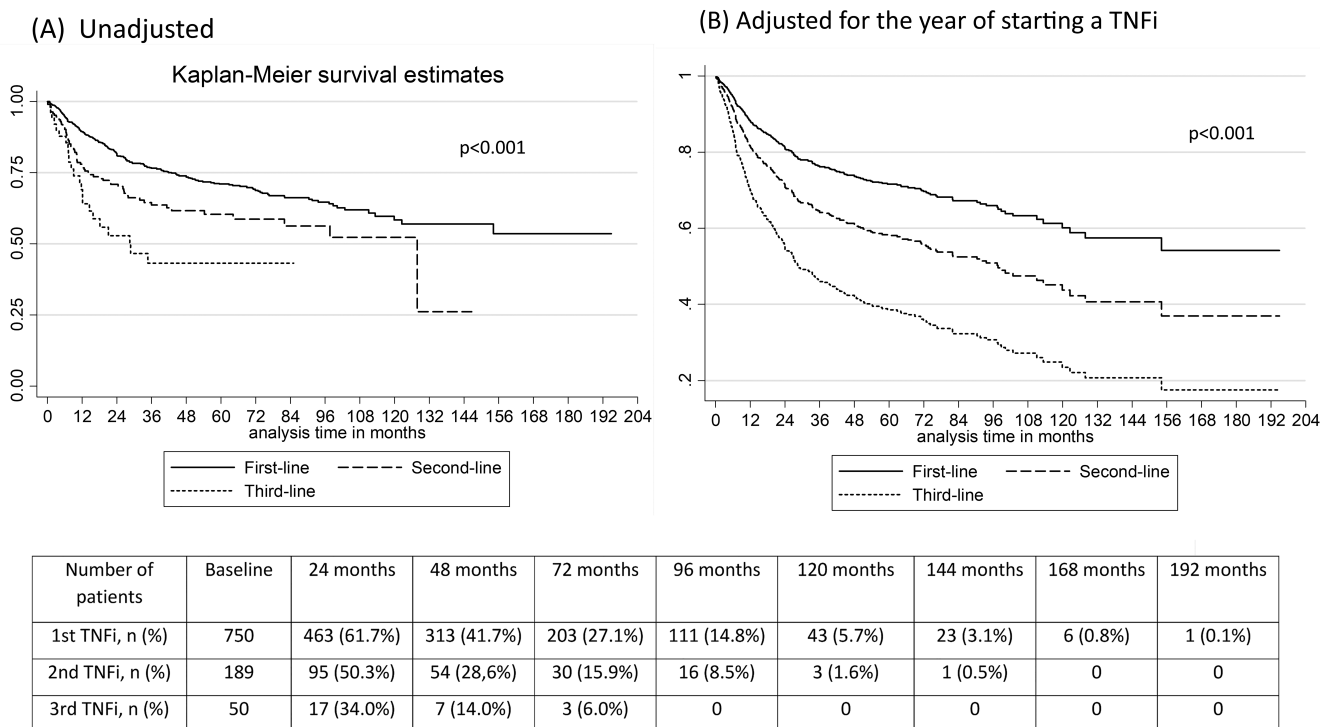 (A) Unadjusted
Kaplan-Meier survival estimates
p<0.001
1.00
0.75
0.50
0.25
0.00
0 12 24 36 48 60 72 84 96 108 120 132 144 156 168 180 192 204
analysis time in months
First-line Second-line
Third-line
(B) Adjusted for the year of starting a TNFi
p<0.001
1
.8
.6
.4
.2
0 12 24 36 48 60 72 84 96 108 120 132 144 156 168 180 192 204
analysis time in months
First-line Second-line
Third-line
Number of patients Baseline 24 months 48 months 72 months 96 months 120 months 144 months 168 months 192 months
1st TNFi, n (%) 750 463 (61.7%) 313 (41.7%) 203 (27.1%) 111 (14.8%) 43 (5.7%) 23 (3.1%) 6 (0.8%) 1 (0.1%)
2nd TNFi, n (%) 189 95 (50.3%) 54 (28,6%) 30 (15.9%) 16 (8.5%) 3 (1.6%) 1 (0.5%) 0 0
3rd TNFi, n (%) 50 17 (34.0%) 7 (14.0%) 3 (6.0%) 0 0 0 0 0